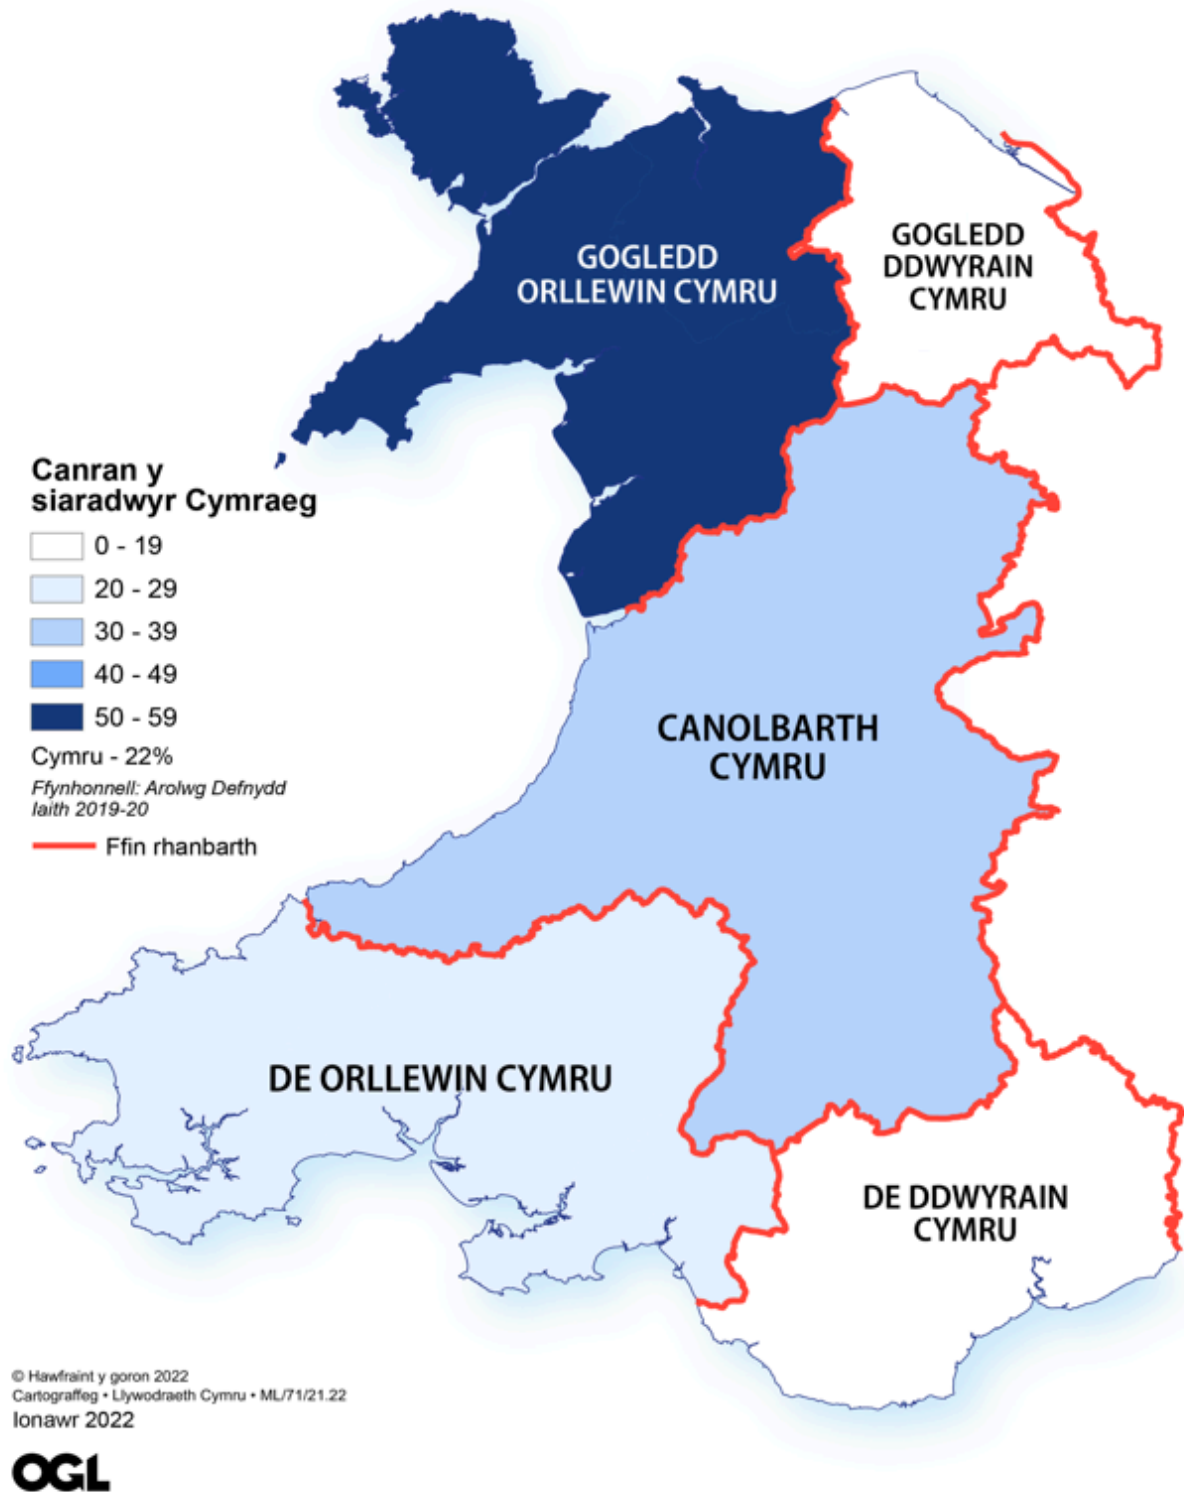 GOGLEDD
ORLLEWIN CYMRU
GOGLEDD
DDWYRAIN
CYMRU
Canran y
siaradwyr Cymraeg
0 - 19
20 - 29
30 - 39
40 - 49
50 - 59
Cymru - 22%
Ffynhonnell: Arolwg Defnydd
Iaith 2019-20
Ffin rhanbarth
CANOLBARTH
CYMRU
DE ORLLEWIN CYMRU
DE DDWYRAIN
CYMRU
© Hawfraint y goron 2022
Cartograffeg • Llywodraeth Cymru • ML/71/21.22
Ionawr 2022
OGL